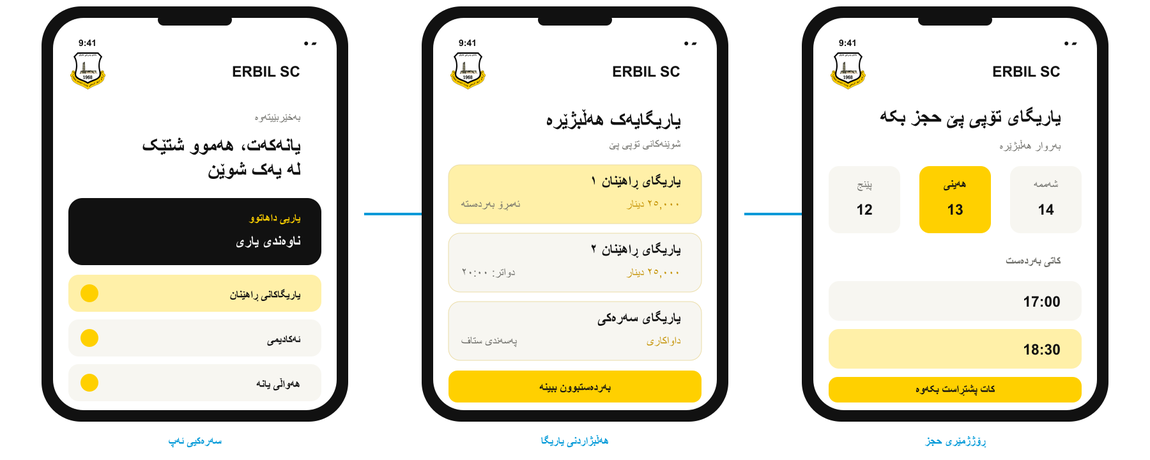 9:41
1968
ERBIL SC
بەخێربێیتەوە
یانەکەت، هەموو شتێک
لە یەک شوێن
یاریی داهاتوو
ناوەندی یاری
یاریگاکانی ڕاهێنان
ئەکادیمی
هەواڵی یانە
سەرەکیی ئەپ
9:41
1968
ERBIL SC
یاریگایەک هەڵبژێرە
شوێنەکانی تۆپی پێ
یاریگای ڕاهێنان ١
٢٥,٠٠٠ دینار
ئەمڕۆ بەردەستە
یاریگای ڕاهێنان ٢
٢٥,٠٠٠ دینار
دواتر: ٢٠:٠٠
یاریگای سەرەکی
داواکاری
پەسەندی ستاف
بەردەستبوون ببینە
هەڵبژاردنی یاریگا
9:41
1968
ERBIL SC
یاریگای تۆپی پێ حجز بکە
بەروار هەڵبژێرە
شەممە
14
هەینی
13
پێنج
12
کاتی بەردەست
17:00
18:30
کات پشتڕاست بکەوە
ڕۆژژمێری حجز